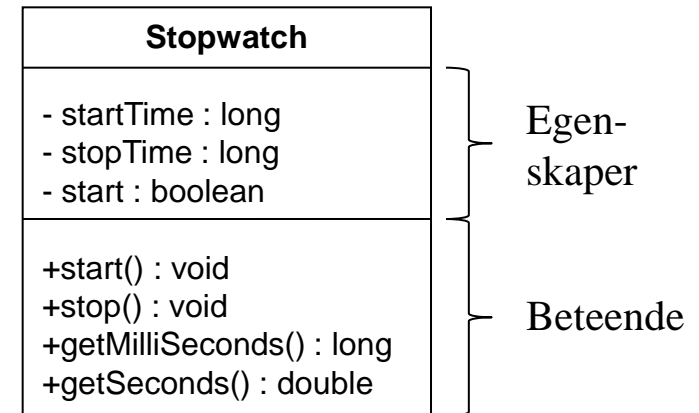 Stopwatch
- startTime : long
- stopTime : long
- start : boolean
Egen-
skaper
+start() : void
+stop() : void
+getMilliSeconds() : long
+getSeconds() : double
Beteende